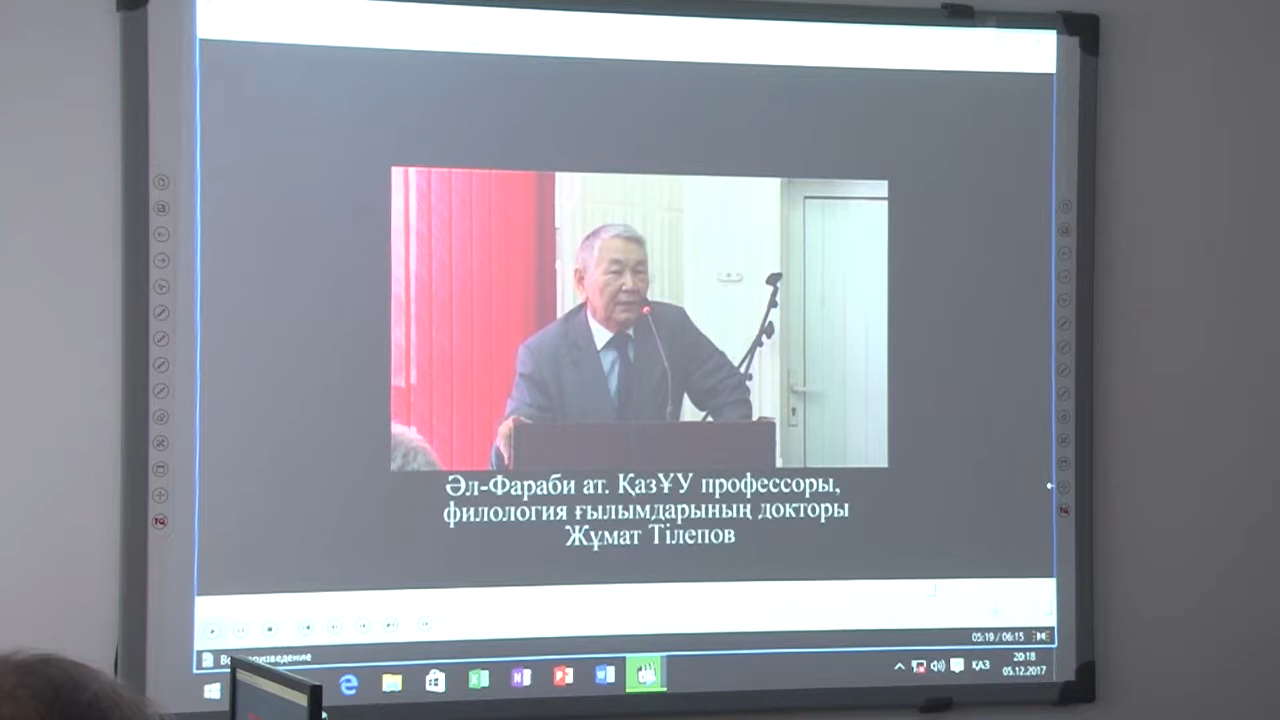 Әл-Фараби ат. ҚазҰУ профессоры,
филология ғылымдарының докторы
Жұмат Тілепов
05:19 / 06:15
Воспроизведение
ҚАЗ
20:18
05.12.2017